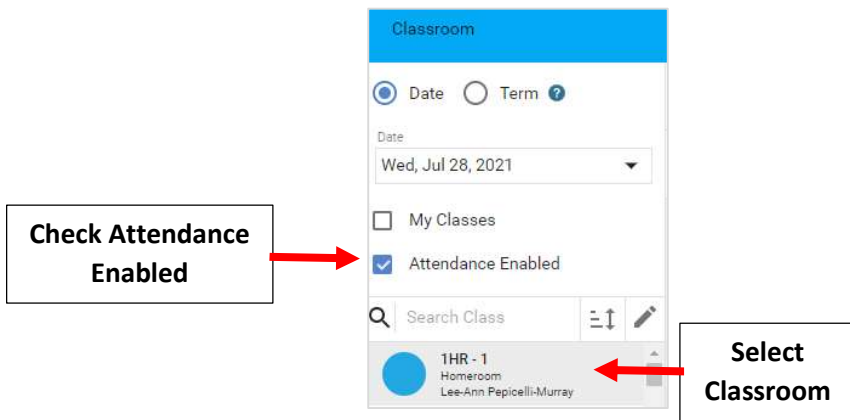 Classroom
Date Term ?
Date
Wed, Jul 28, 2021
My Classes
Check Attendance
Enabled
Attendance Enabled
Search Class
1HR - 1
Homeroom
Lee-Ann Pepicelli-Murray
Select
Classroom